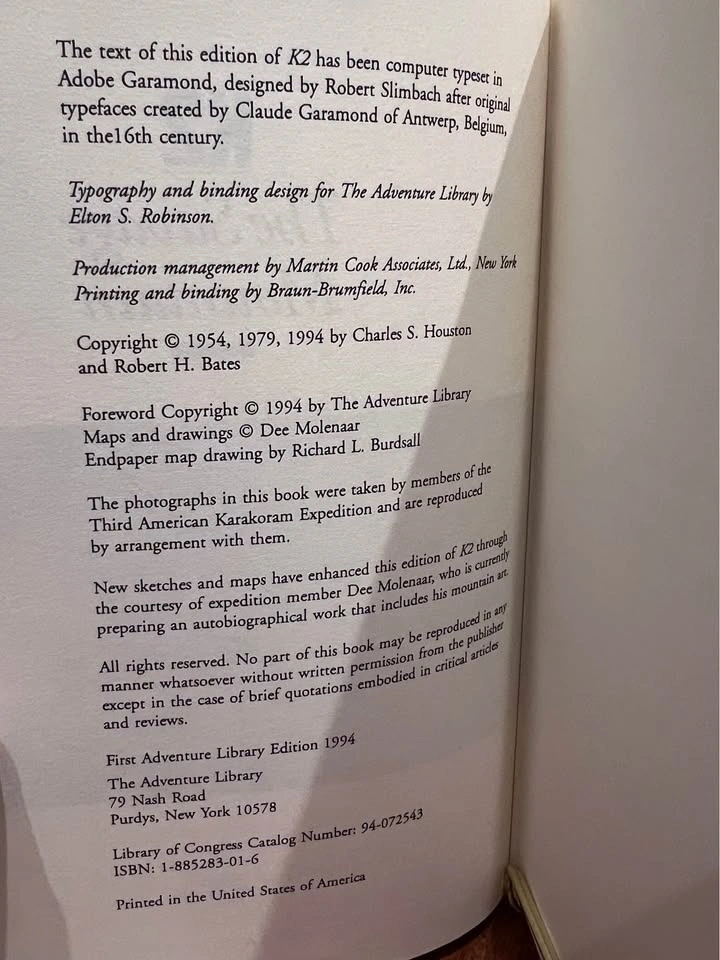 The text of this edition of K2 has been computer typeset in
Adobe Garamond, designed by Robert Slimbach after original
typefaces created by Claude Garamond of Antwerp, Belgium,
in the16th century.
Typography and binding design for The Adventure Library by
Elton S. Robinson.
Production management by Martin Cook Associates, Ltd., New York
Printing and binding by Braun-Brumfield, Inc.
Copyright © 1954, 1979, 1994 by Charles S. Houston
and Robert H. Bates
Foreword Copyright © 1994 by The Adventure Library
Maps and drawings © Dee Molenaar
Endpaper map drawing by Richard L. Burdsall
The photographs in this book were taken by members of the
Third American Karakoram Expedition and are reproduced
by arrangement with them.
New sketches and maps have enhanced this edition of K2 through
the courtesy of expedition member Dee Molenaar, who is currently
preparing an autobiographical work that includes his mountain art.
All rights reserved. No part of this book may be reproduced in any
manner whatsoever without written permission from the publisher
except in the case of brief quotations embodied in critical articles
and reviews.
First Adventure Library Edition 1994
The Adventure Library
79 Nash Road
Purdys, New York 10578
Library of Congress Catalog Number: 94-072543
ISBN: 1-885283-01-6
Printed in the United States of America